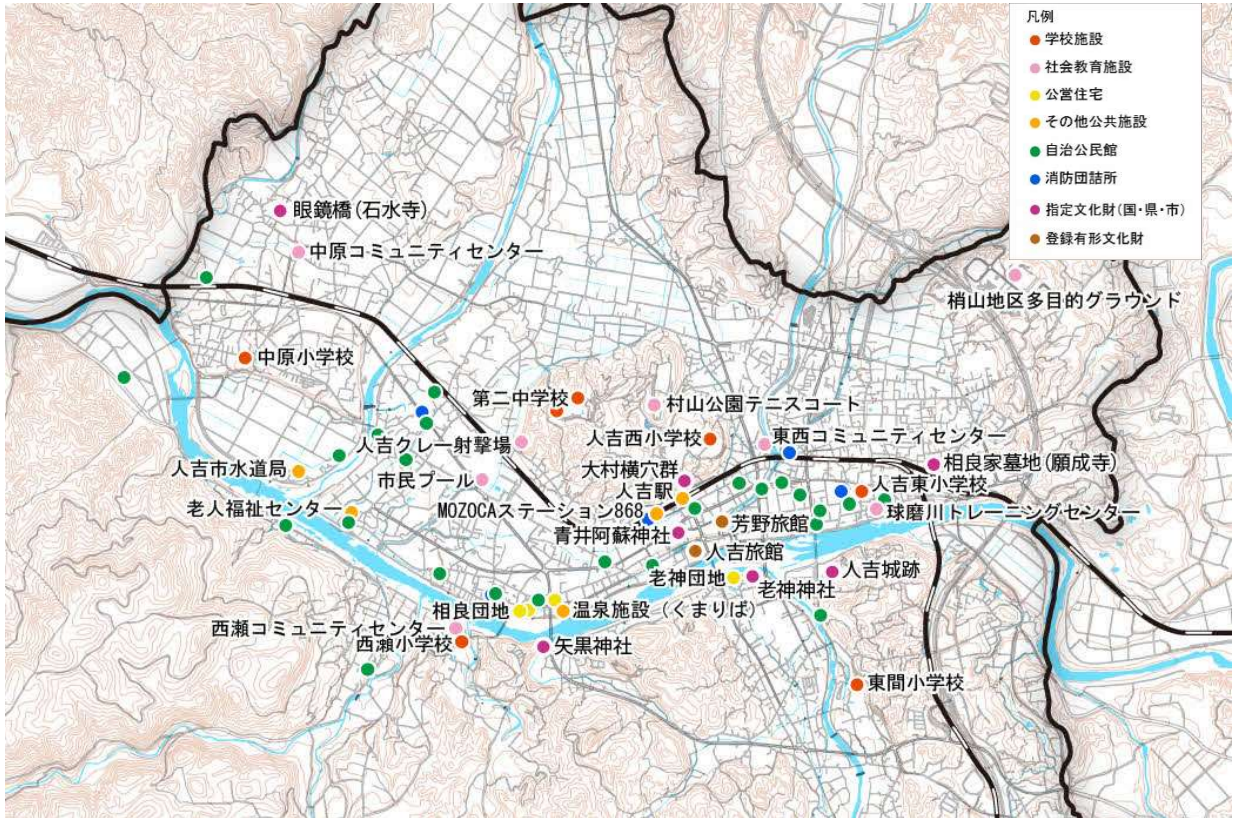 凡例
学校施設
社会教育施設
公営住宅
その他公共施設
自治公民館
消防団詰所
指定文化財(国・県・市)
登録有形文化財
眼鏡橋(石水寺)
中原コミュニティセンター
梢山地区多目的グラウンド
中原小学校
第二中学校
村山公園テニスコート
人吉クレー射撃場
人吉西小学校
東西コミュニティセンター
人吉市水道局
市民プール
大村横穴群
相良家墓地(願成寺)
人吉駅
人吉東小学校
老人福祉センター
MOZOCAステーション868
球磨川トレーニングセンター
青井阿蘇神社
芳野旅館
人吉旅館
老神団地
老神神社
人吉城跡
相良団地
温泉施設（くまりば）
西瀬コミュニティセンター
西瀬小学校
矢黒神社
東間小学校